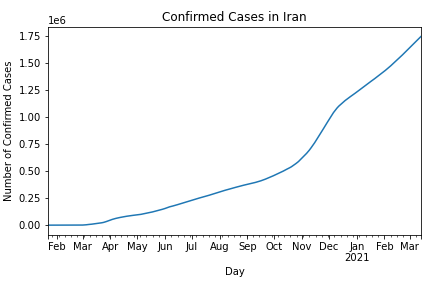 Confirmed Cases in Iran
1e6
1.75
1.50
1.25
1.00
0.75
0.50
0.25
0.00
Number of Confirmed Cases
Feb Mar Apr May Jun Jul Aug Sep Oct Nov Dec Jan Feb Mar
2021
Day